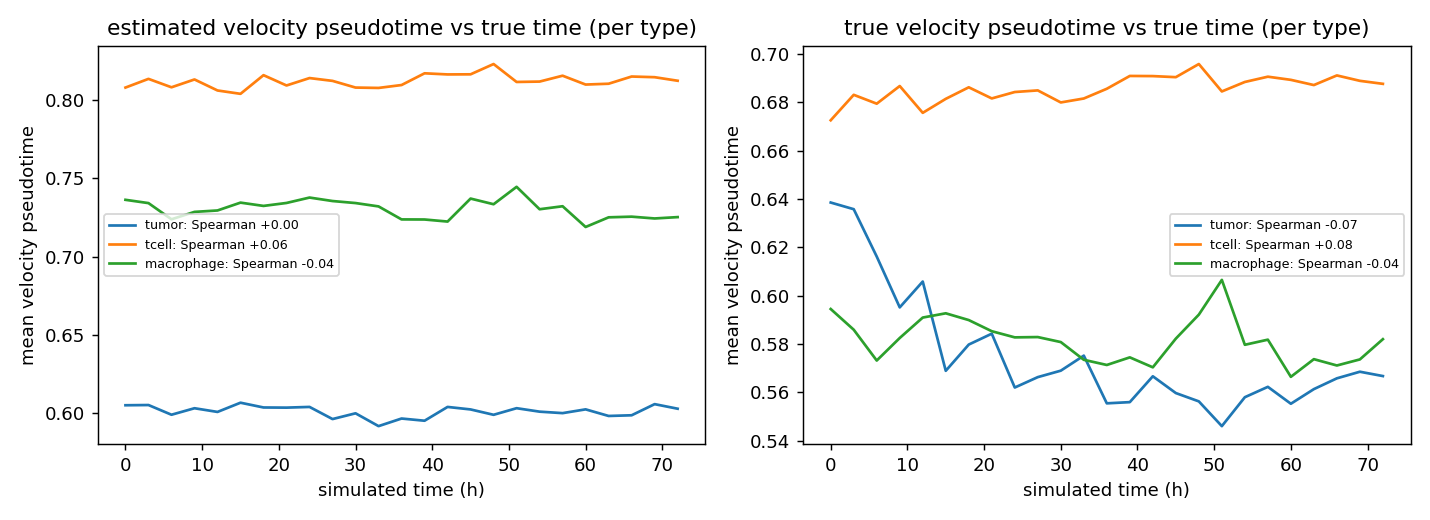 estimated velocity pseudotime vs true time (per type)
mean velocity pseudotime
0.80
0.75
0.70
0.65
0.60
tumor: Spearman +0.00
tcell: Spearman +0.06
macrophage: Spearman -0.04
0 10 20 30 40 50 60 70
simulated time (h)
true velocity pseudotime vs true time (per type)
mean velocity pseudotime
0.70
0.68
0.66
0.64
0.62
0.60
0.58
0.56
0.54
tumor: Spearman -0.07
tcell: Spearman +0.08
macrophage: Spearman -0.04
0 10 20 30 40 50 60 70
simulated time (h)